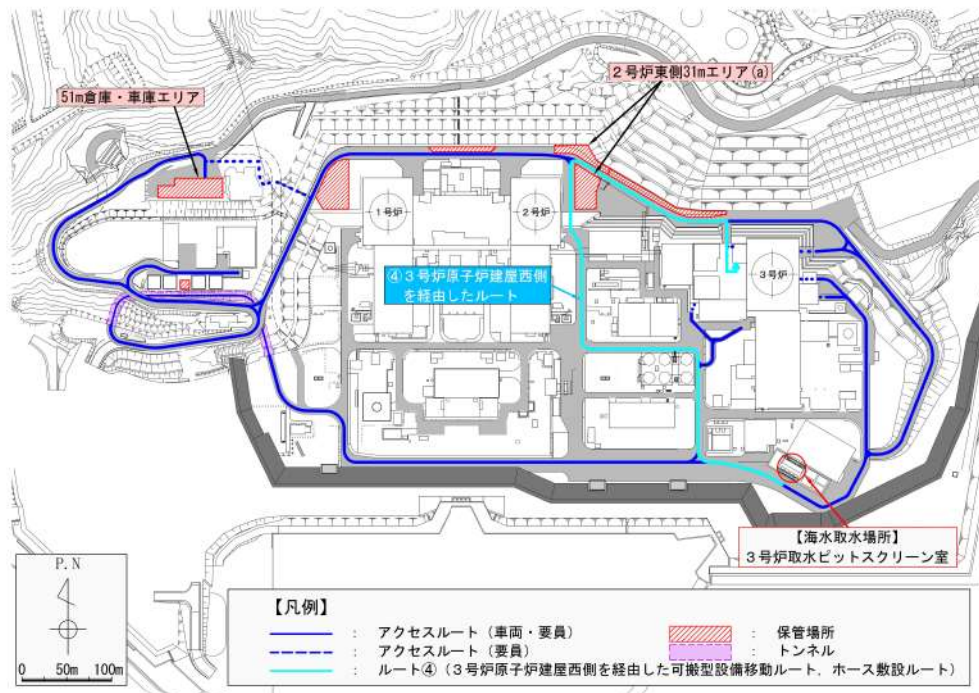 51m倉庫・車庫エリア
2号炉東側31mエリア(a)
1号炉
2号炉
3号炉
④3号炉原子炉建屋西側
を経由したルート
【海水取水場所】
3号炉取水ピットスクリーン室
P.N
0 50m 100m
【凡例】
: アクセスルート（車両・要員）
: 保管場所
: アクセスルート（要員）
: トンネル
: ルート④（3号炉原子炉建屋西側を経由した可搬型設備移動ルート，ホース敷設ルート）